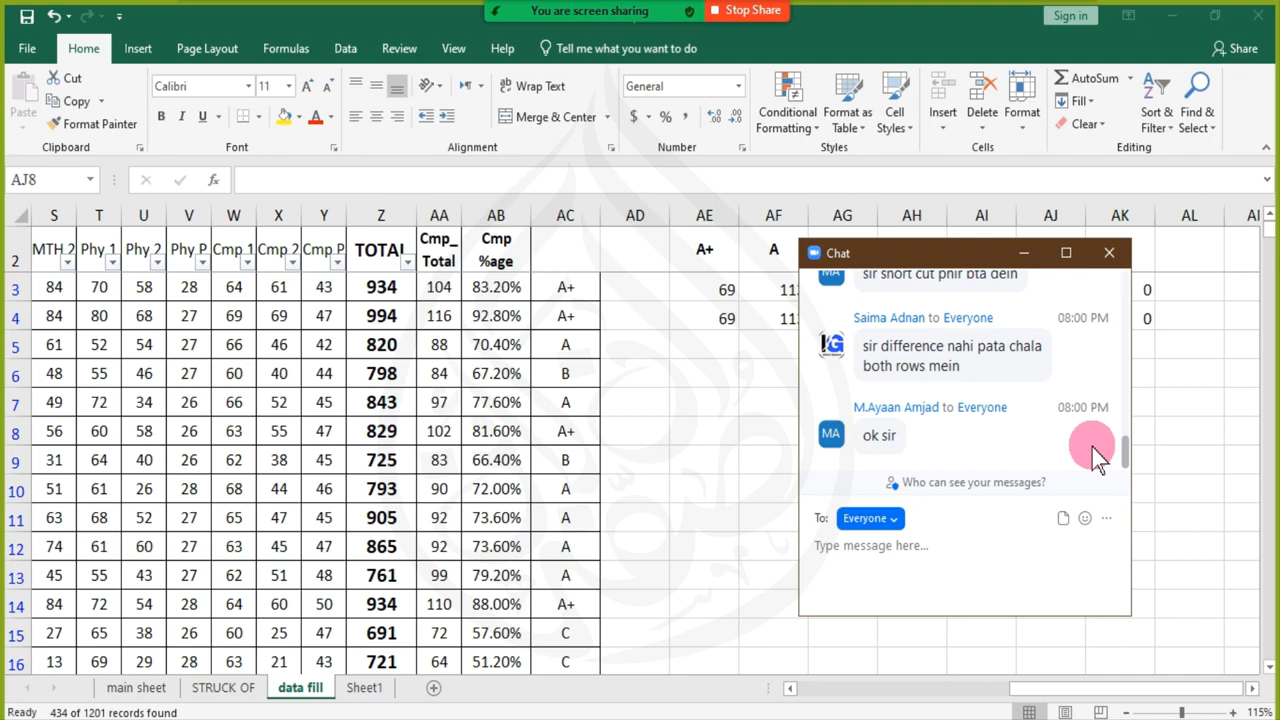 You are screen sharing
Stop Share
Sign in
File Home Insert Page Layout Formulas Data Review View Help Tell me what you want to do Share
Paste
Cut
Copy
Format Painter
Clipboard
Calibri 11
B I U
Font
Wrap Text
Merge & Center
Alignment
General
$ % ,
Number
Conditional Formatting
Format as Table
Cell Styles
Styles
Insert
Delete
Format
Cells
AutoSum
Fill
Clear
Sort & Filter
Find & Select
Editing
AJ8 fx
S T U V W X Y Z AA AB AC AD AE AF AG AH AI AJ AK AL
2 MTH 2 Phy 1 Phy 2 Phy P Cmp 1 Cmp 2 Cmp P TOTAL Cmp_ Total Cmp %age A+ A
3 84 70 58 28 64 61 43 934 104 83.20% A+ 69 0
4 84 80 68 27 69 69 47 994 116 92.80% A+ 69 0
5 61 52 54 27 66 46 42 820 88 70.40% A
6 48 55 46 27 60 40 44 798 84 67.20% B
7 49 72 34 26 66 52 45 843 97 77.60% A
8 56 60 58 26 63 55 47 829 102 81.60% A+
9 31 64 40 26 62 38 45 725 83 66.40% B
10 51 61 26 28 68 44 46 793 90 72.00% A
11 63 68 52 27 65 47 45 905 92 73.60% A
12 74 61 60 27 63 45 47 865 92 73.60% A
13 45 55 43 27 62 51 48 761 99 79.20% A
14 84 72 54 28 64 60 50 934 110 88.00% A+
15 27 65 38 26 60 25 47 691 72 57.60% C
16 13 69 29 28 63 21 43 721 64 51.20% C
Chat
MA
sir short cut phir bta dein
Saima Adnan to Everyone 08:00 PM
sir difference nahi pata chala
both rows mein
M.Ayaan Amjad to Everyone 08:00 PM
MA
ok sir
Who can see your messages?
To: Everyone
Type message here...
main sheet STRUCK OF data fill Sheet1
Ready 434 of 1201 records found 115%